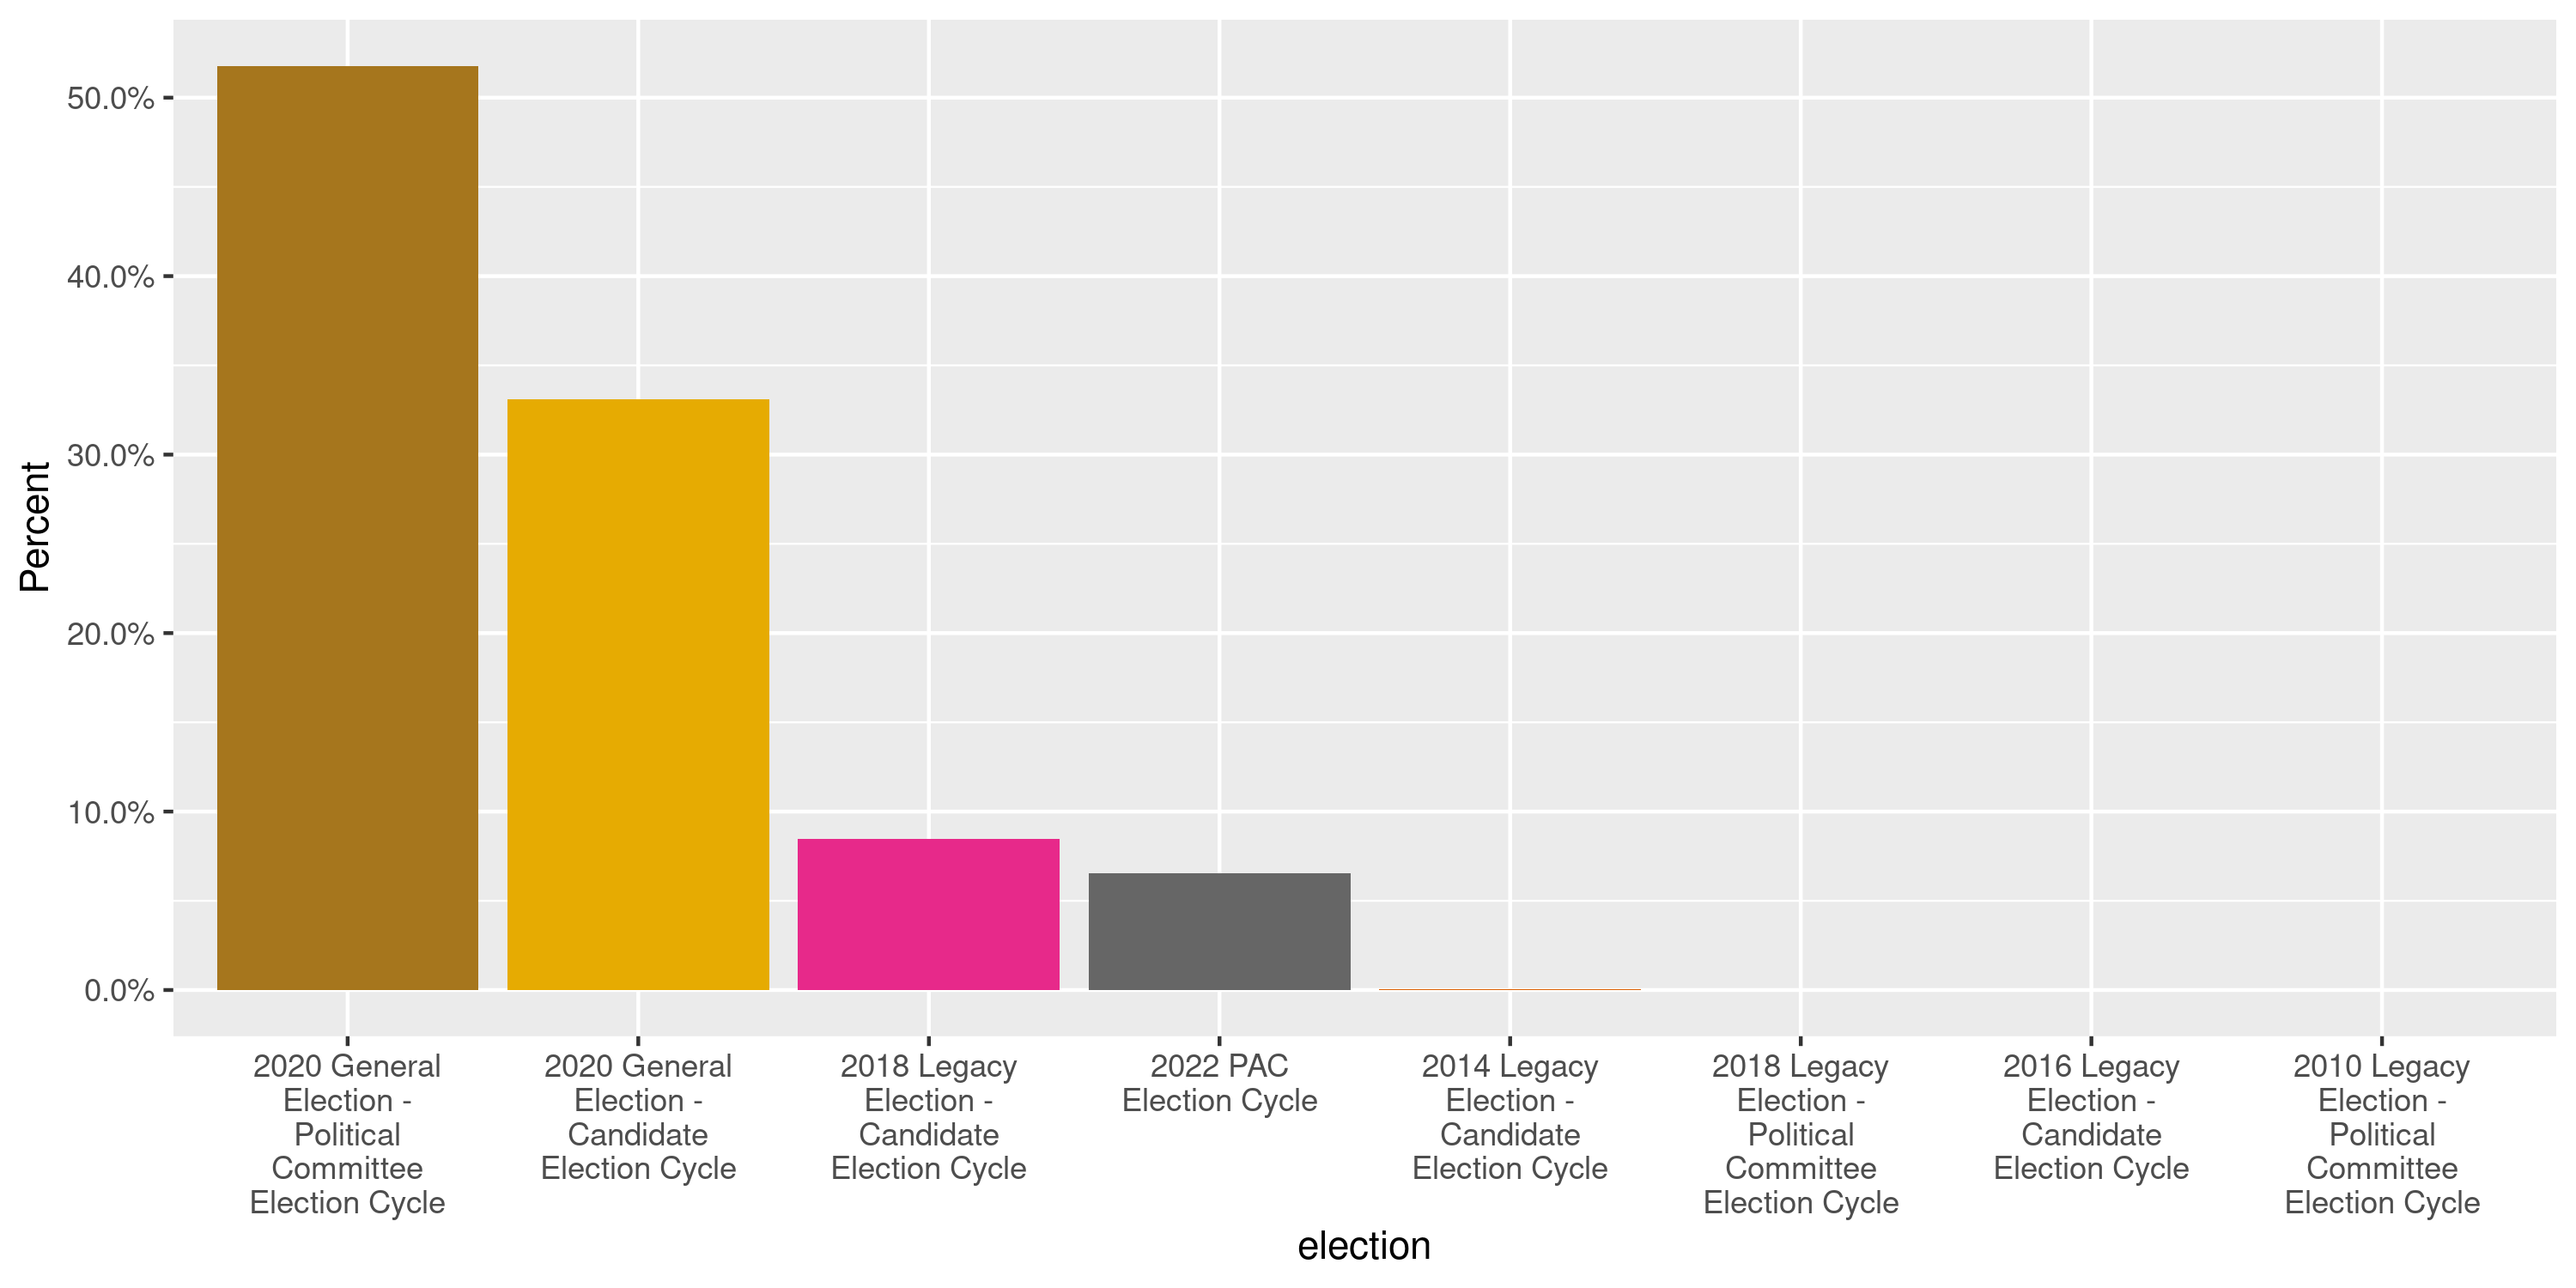 Percent
50.0%
40.0%
30.0%
20.0%
10.0%
0.0%
2020 General
Election -
Political
Committee
Election Cycle
2020 General
Election -
Candidate
Election Cycle
2018 Legacy
Election -
Candidate
Election Cycle
2022 PAC
Election Cycle
2014 Legacy
Election -
Candidate
Election Cycle
2018 Legacy
Election -
Political
Committee
Election Cycle
2016 Legacy
Election -
Candidate
Election Cycle
2010 Legacy
Election -
Political
Committee
Election Cycle
election